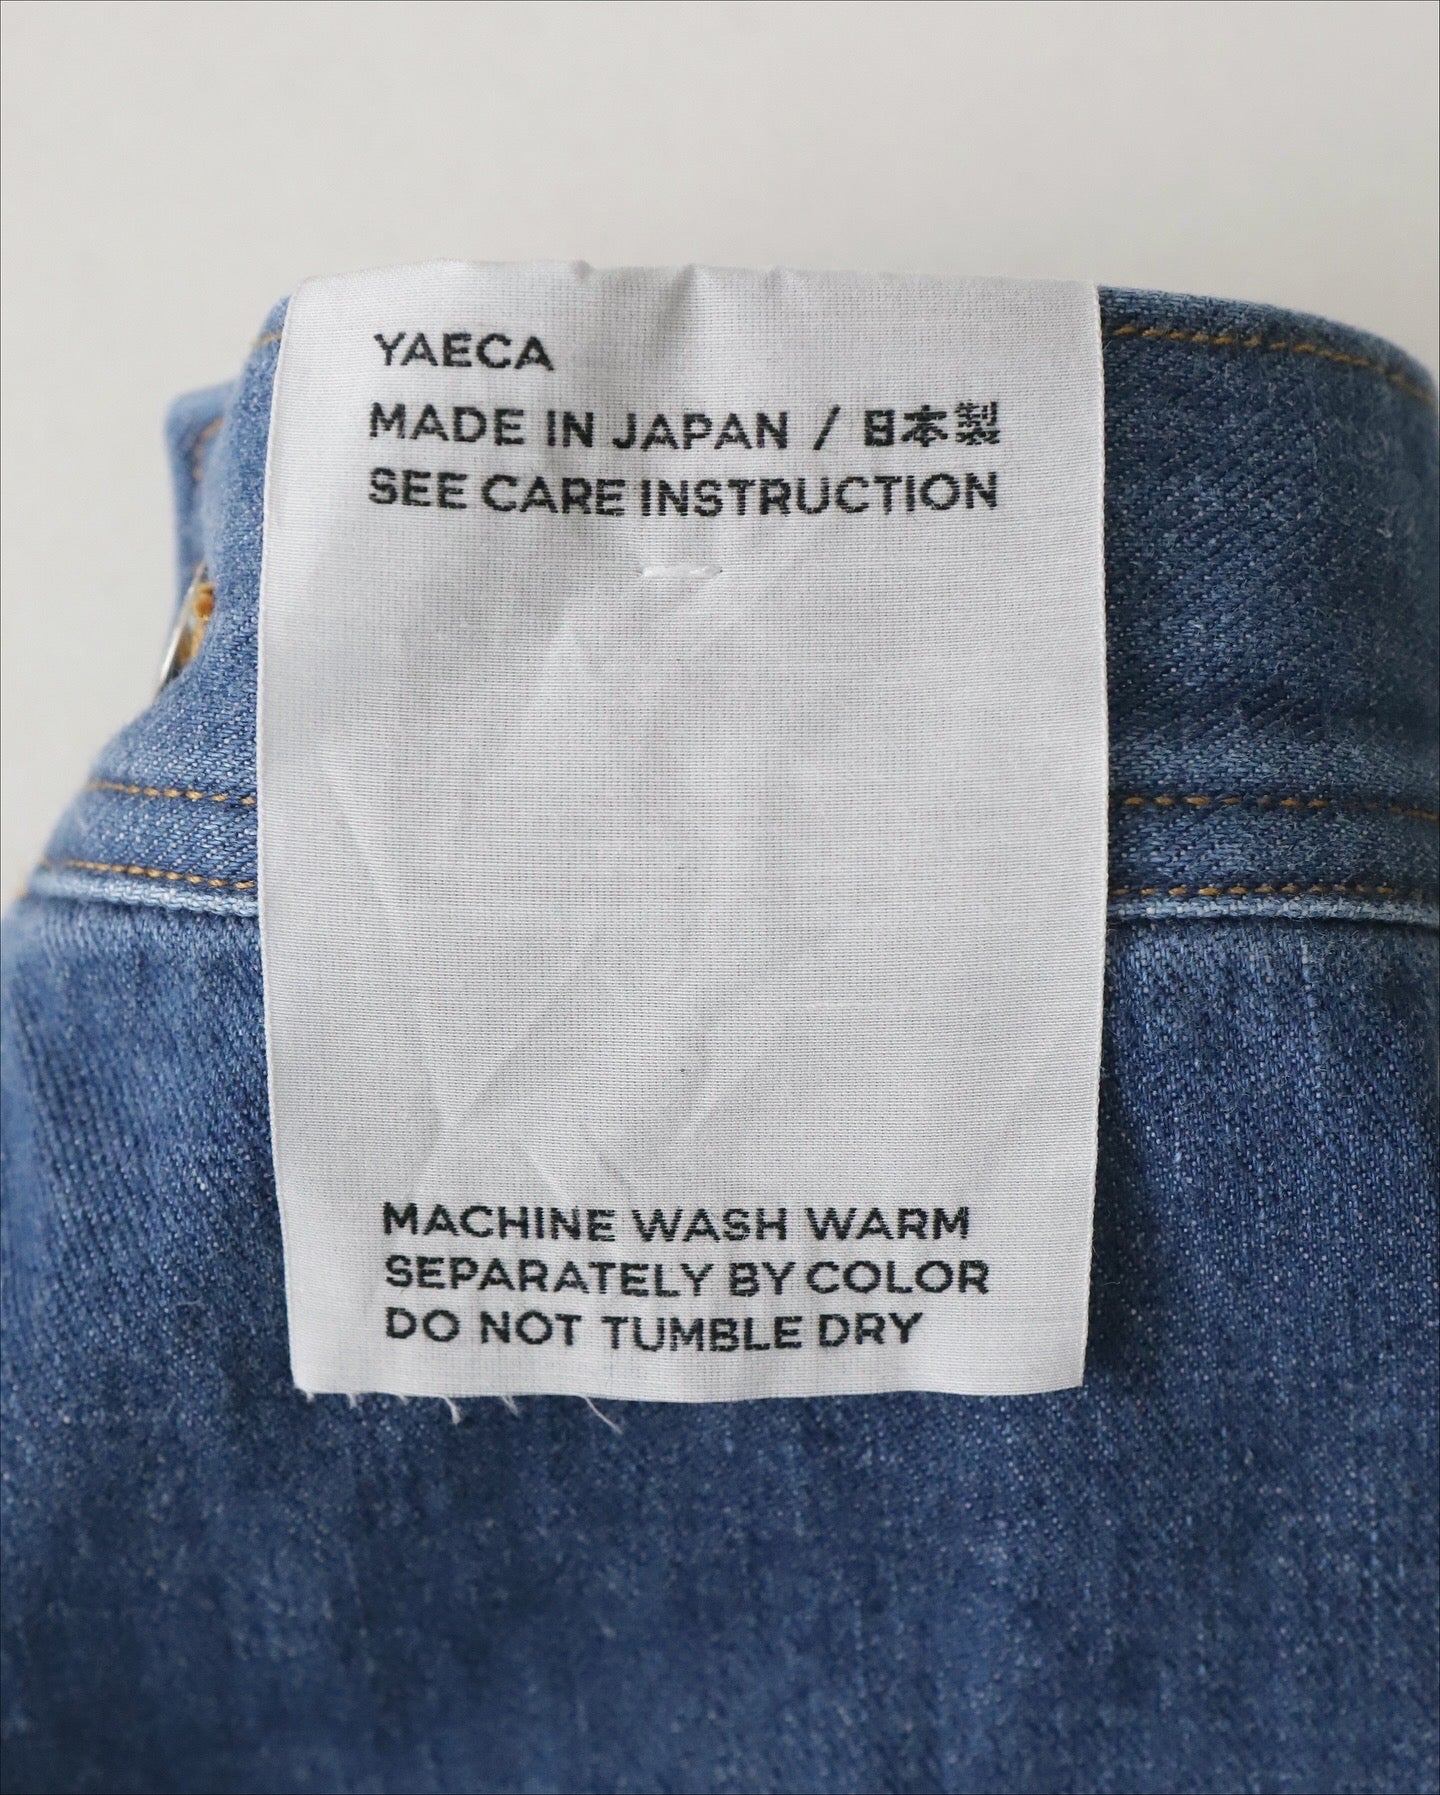 YAECA
MADE IN JAPAN / 日本製
SEE CARE INSTRUCTION
MACHINE WASH WARM
SEPARATELY BY COLOR
DO NOT TUMBLE DRY